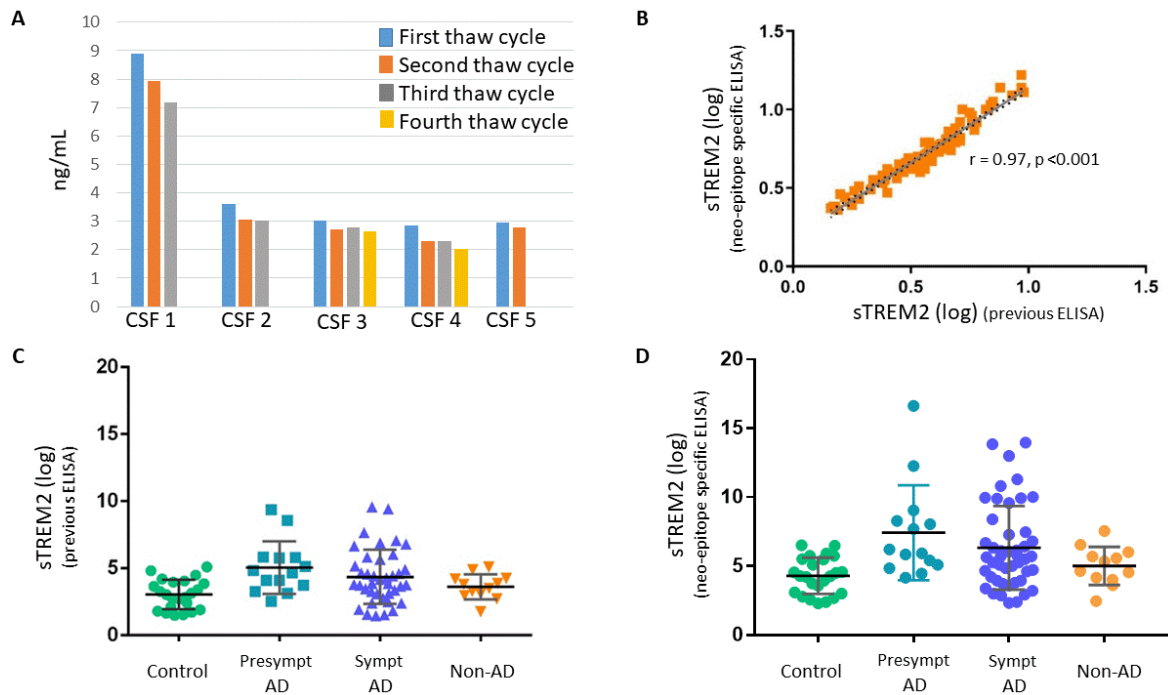 A
10
9
8
7
6
5
4
3
2
1
0
ng/mL
First thaw cycle
Second thaw cycle
Third thaw cycle
Fourth thaw cycle
CSF 1 CSF 2 CSF 3 CSF 4 CSF 5
B
1.5
1.0
0.5
0.0
sTREM2 (log)
(neo-epitope specific ELISA)
r = 0.97, p <0.001
0.0 0.5 1.0 1.5
sTREM2 (log) (previous ELISA)
C
20
15
10
5
0
sTREM2 (log)
(previous ELISA)
Control
Presympt
AD
Sympt
AD
Non-AD
D
20
15
10
5
0
sTREM2 (log)
(neo-epitope specific ELISA)
Control
Presympt
AD
Sympt
AD
Non-AD